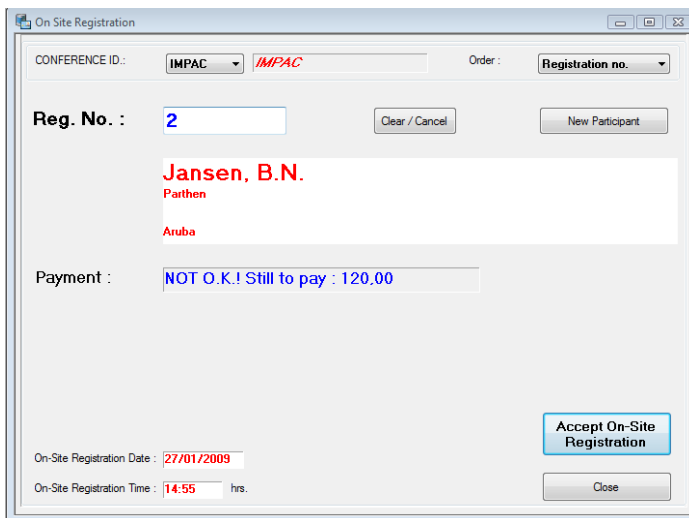 On Site Registration
CONFERENCE ID.: IMPAC IMPAC Order : Registration no.
Reg. No. : 2 Clear / Cancel New Participant
Jansen, B.N.
Parthen
Aruba
Payment : NOT O.K.! Still to pay : 120,00
Accept On-Site
Registration
On-Site Registration Date : 27/01/2009
On-Site Registration Time : 14:55 hrs. Close